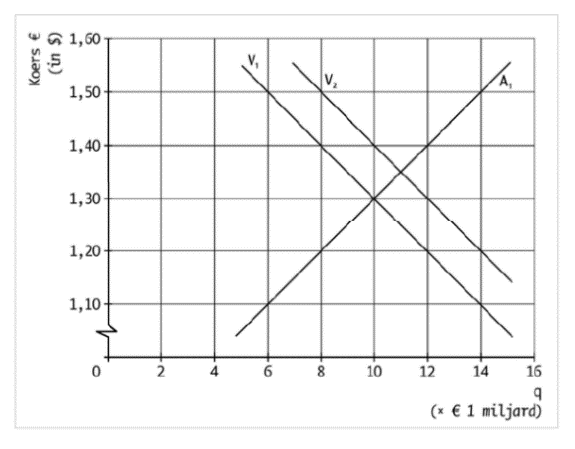 Koers €
(in $)
1,60
1,50
1,40
1,30
1,20
1,10
0
2
4
6
8
10
12
14
16
V₁
V₂
A₁
q
(× € 1 miljard)